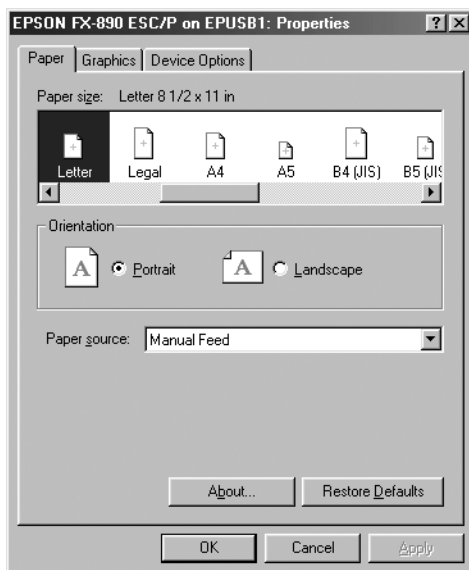 EPSON FX-890 ESC/P on EPUSB1: Properties ? X
Paper Graphics Device Options
Paper size: Letter 8 1/2 x 11 in
Letter Legal A4 A5 B4 (JIS) B5 (JIS
Orientation
A Portrait A Landscape
Paper source: Manual Feed
About... Restore Defaults
OK Cancel Apply